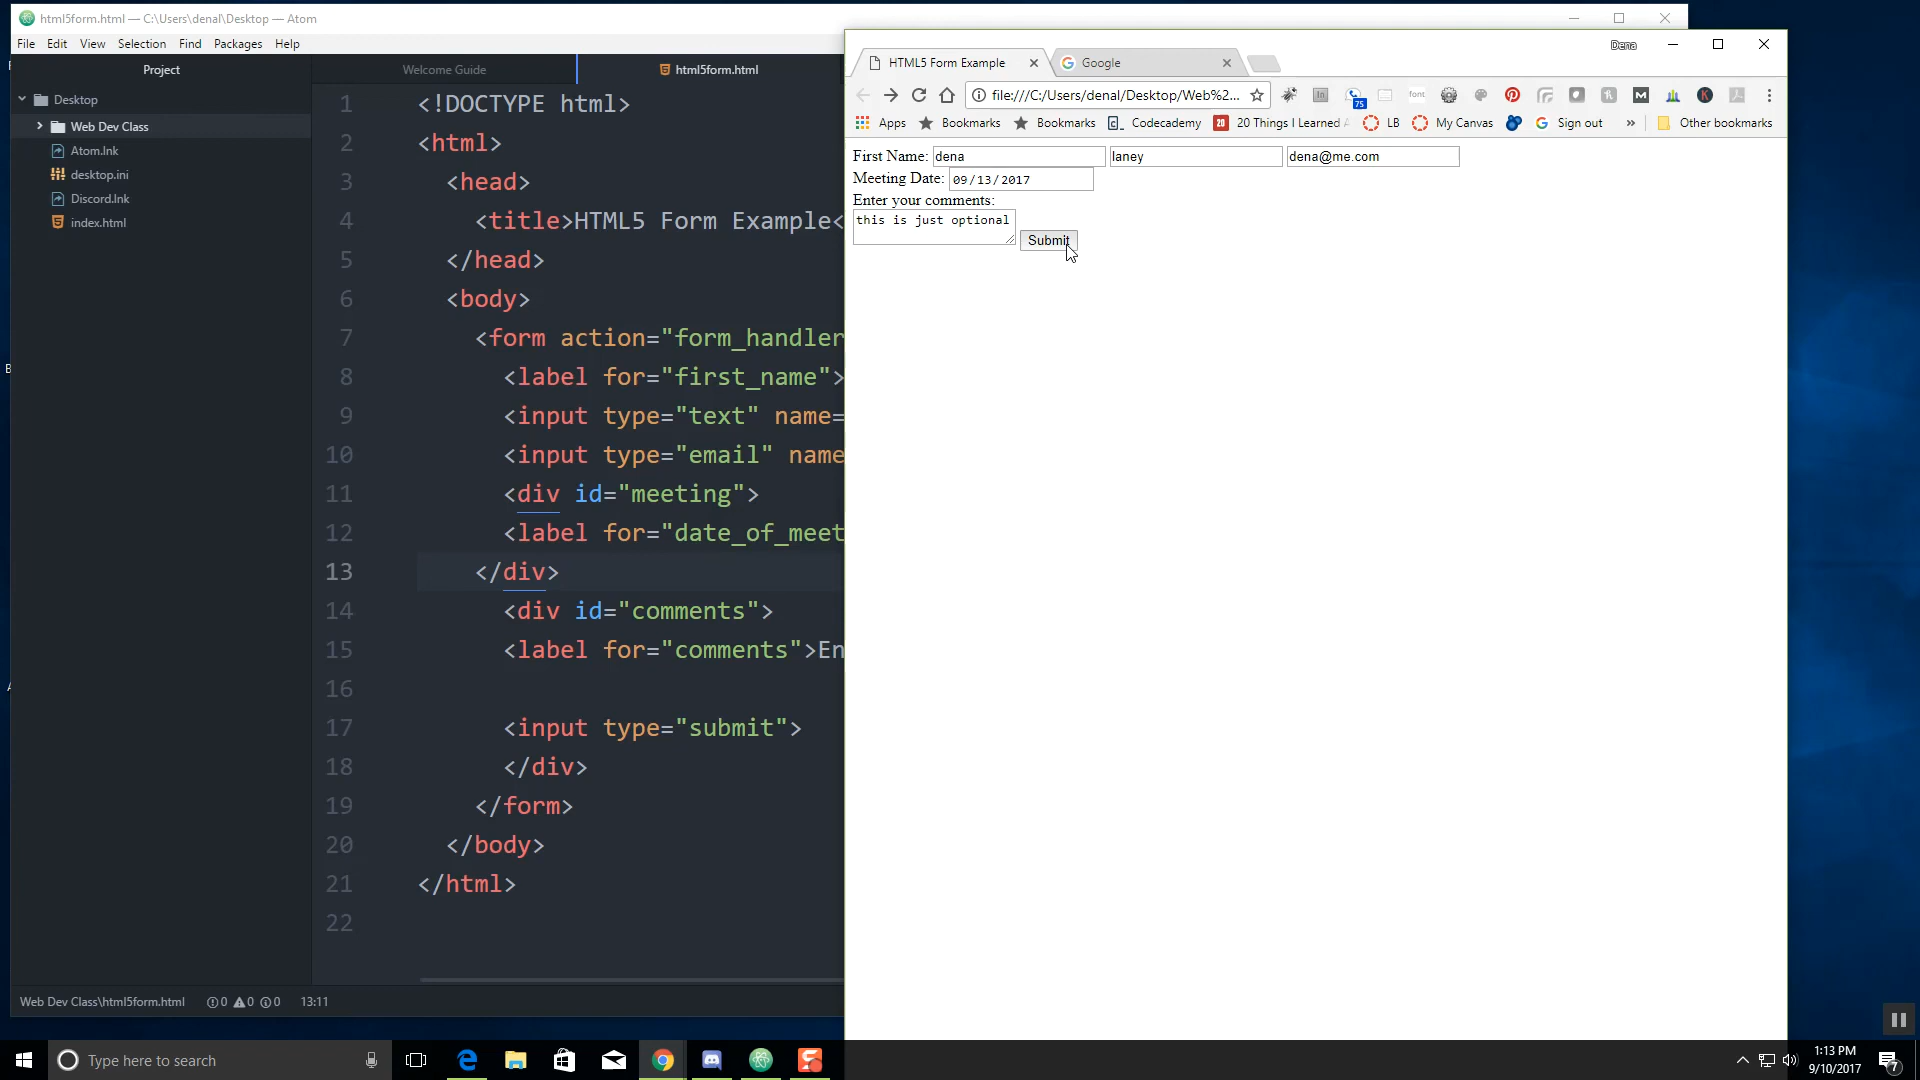 html5form.html — C:\Users\denal\Desktop — Atom
File Edit View Selection Find Packages Help
Project
Desktop
Web Dev Class
Atom.lnk
desktop.ini
Discord.lnk
index.html
Welcome Guide
html5form.html
1 <!DOCTYPE html>
2 <html>
3 <head>
4 <title>HTML5 Form Example<
5 </head>
6 <body>
7 <form action="form_handler
8 <label for="first_name">
9 <input type="text" name=
10 <input type="email" name
11 <div id="meeting">
12 <label for="date_of_meet
13 </div>
14 <div id="comments">
15 <label for="comments">En
16
17 <input type="submit">
18 </div>
19 </form>
20 </body>
21 </html>
22
Web Dev Class\html5form.html 0 0 0 13:11
Dena
HTML5 Form Example
Google
file:///C:/Users/denal/Desktop/Web%2...
In 75 font M K
Apps Bookmarks Bookmarks Codecademy 20 20 Things I Learned LB My Canvas Sign out » Other bookmarks
First Name: dena laney dena@me.com
Meeting Date: 09/13/2017
Enter your comments:
this is just optional
Submit
Type here to search
1:13 PM
9/10/2017
7